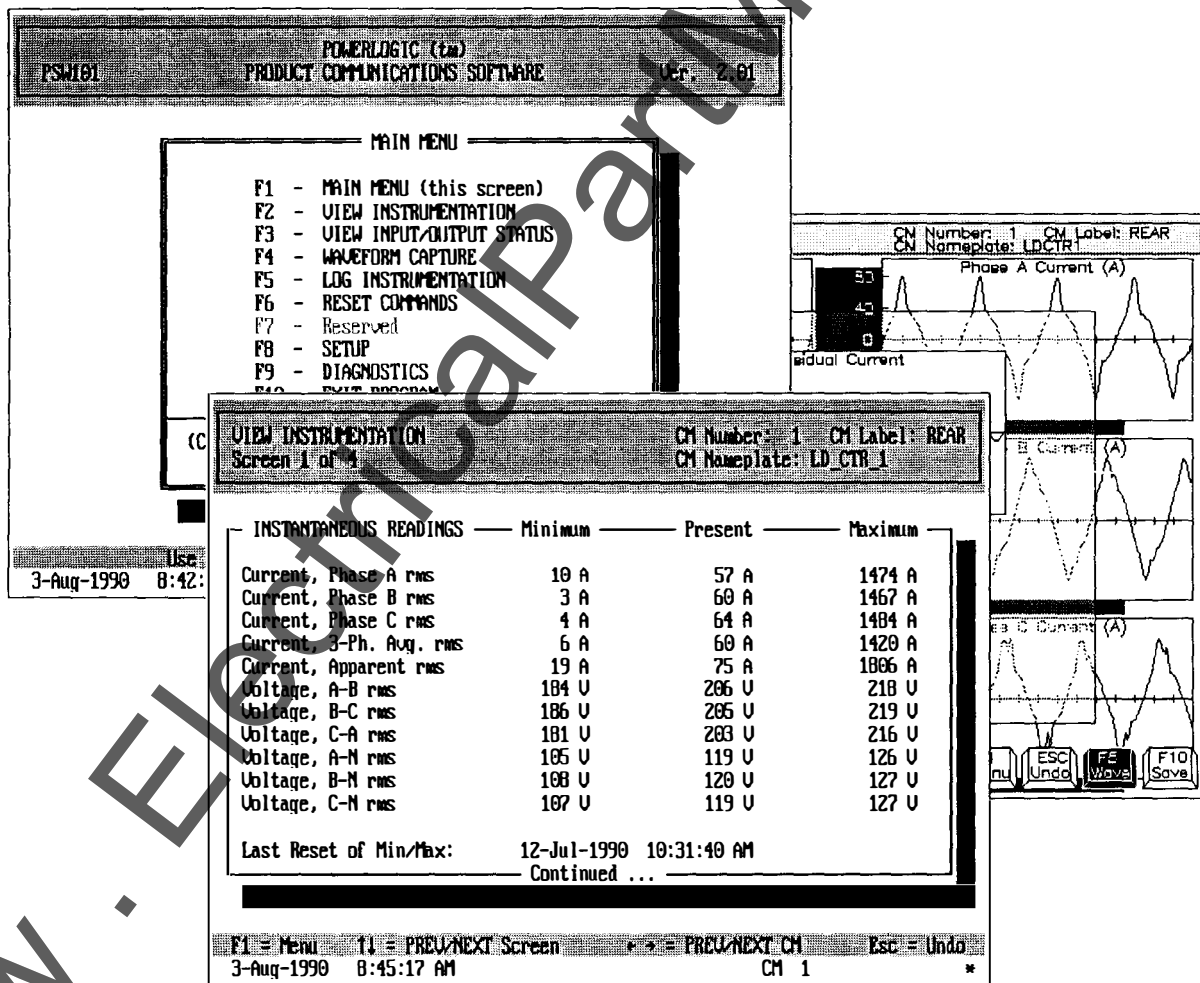 POWERLOGIC (tm)
PSW101 PRODUCT COMMUNICATIONS SOFTWARE Ver. 2.01
MAIN MENU
F1 - MAIN MENU (this screen)
F2 - VIEW INSTRUMENTATION
F3 - VIEW INPUT/OUTPUT STATUS
F4 - WAVEFORM CAPTURE
F5 - LOG INSTRUMENTATION
F6 - RESET COMMANDS
F7 - Reserved
F8 - SETUP
F9 - DIAGNOSTICS
F10 - EXIT PROGRAM
(C
Use
3-Aug-1990 8:42:
CM Number: 1 CM Label: REAR
CM Nameplate: LDCTR1
Phase A Current (A)
40
0
sidual Current
B Current (A)
C Current (A)
nu
ESC Undo
F5 Wave
F10 Save
VIEW INSTRUMENTATION CM Number: 1 CM Label: REAR
Screen 1 of 4 CM Nameplate: LD_CTR_1
INSTANTANEOUS READINGS Minimum Present Maximum
Current, Phase A rms 10 A 57 A 1474 A
Current, Phase B rms 3 A 60 A 1467 A
Current, Phase C rms 4 A 64 A 1484 A
Current, 3-Ph. Avg. rms 6 A 60 A 1420 A
Current, Apparent rms 19 A 75 A 1806 A
Voltage, A-B rms 184 V 206 V 218 V
Voltage, B-C rms 186 V 205 V 219 V
Voltage, C-A rms 181 V 203 V 216 V
Voltage, A-N rms 105 V 119 V 126 V
Voltage, B-N rms 108 V 120 V 127 V
Voltage, C-N rms 107 V 119 V 127 V
Last Reset of Min/Max: 12-Jul-1990 10:31:40 AM
Continued ...
F1 = Menu ↑↓ = PREV/NEXT Screen ← → = PREV/NEXT CM Esc = Undo
3-Aug-1990 8:45:17 AM CM 1 *
w . ElectricalPartM